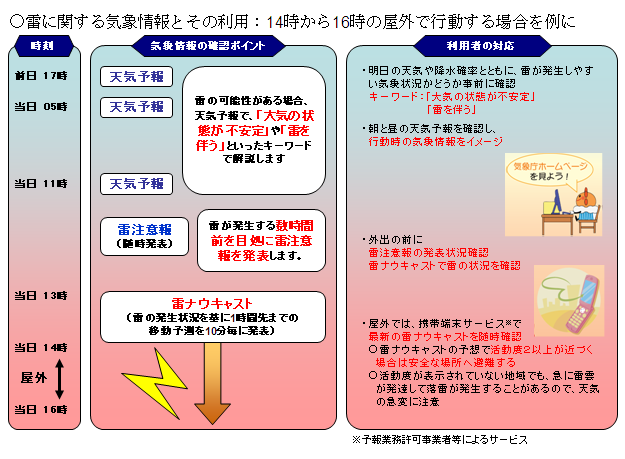 ○雷に関する気象情報とその利用：14時から16時の屋外で行動する場合を例に
時刻
前日 17時
当日 05時
当日 11時
当日 13時
当日 14時
屋外
当日 16時
気象情報の確認ポイント
天気予報
天気予報
雷の可能性がある場合、
天気予報で、「大気の状
態が不安定」や「雷を
伴う」といったキーワード
で解説します
天気予報
雷注意報
（随時発表）
雷が発生する数時間
前を目処に雷注意
報を発表します。
雷ナウキャスト
（雷の発生状況を基に1時間先までの
移動予測を10分毎に発表）
利用者の対応
・明日の天気や降水確率とともに、雷が発生しやす
い気象状況かどうか事前に確認
キーワード：「大気の状態が不安定」
「雷を伴う」
・朝と昼の天気予報を確認し、
行動時の気象情報をイメージ
気象庁ホームページ
を見よう！
・外出の前に
雷注意報の発表状況確認
雷ナウキャストで雷の状況を確認
・屋外では、携帯端末サービス※で
最新の雷ナウキャストを随時確認
○雷ナウキャストの予想で活動度2以上が近づく
場合は安全な場所へ避難する
○活動度が表示されていない地域でも、急に雷雲
が発達して落雷が発生することがあるので、天気
の急変に注意
※予報業務許可事業者等によるサービス